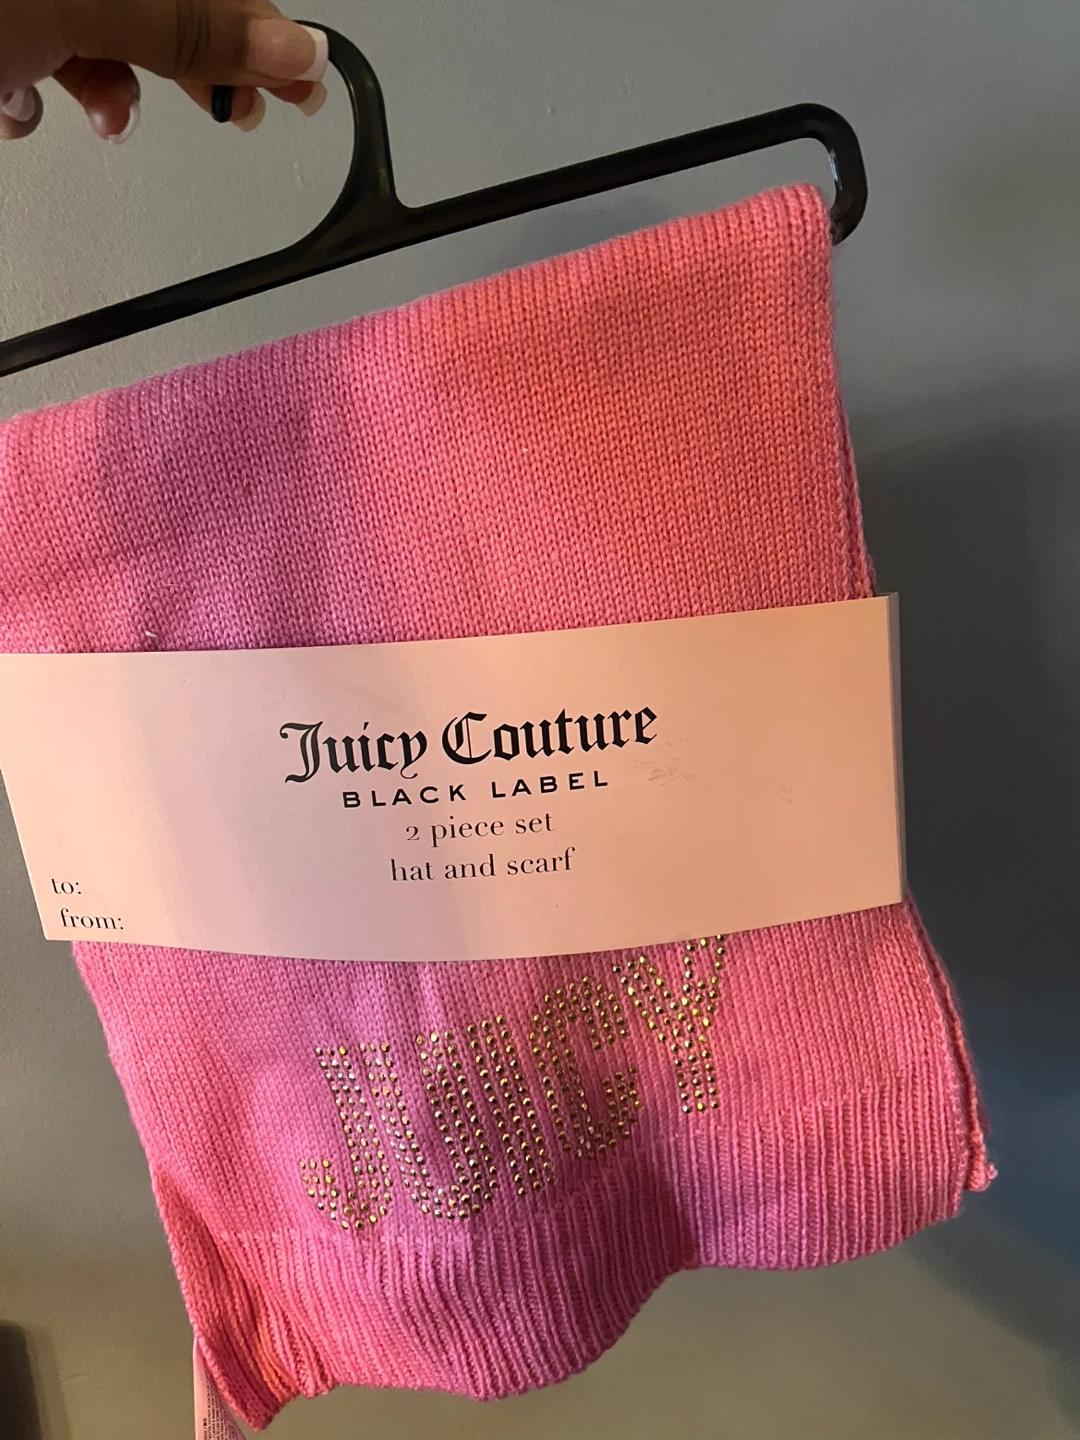 Juicy Couture
BLACK LABEL
2 piece set
hat and scarf
to:
from:
JUICY